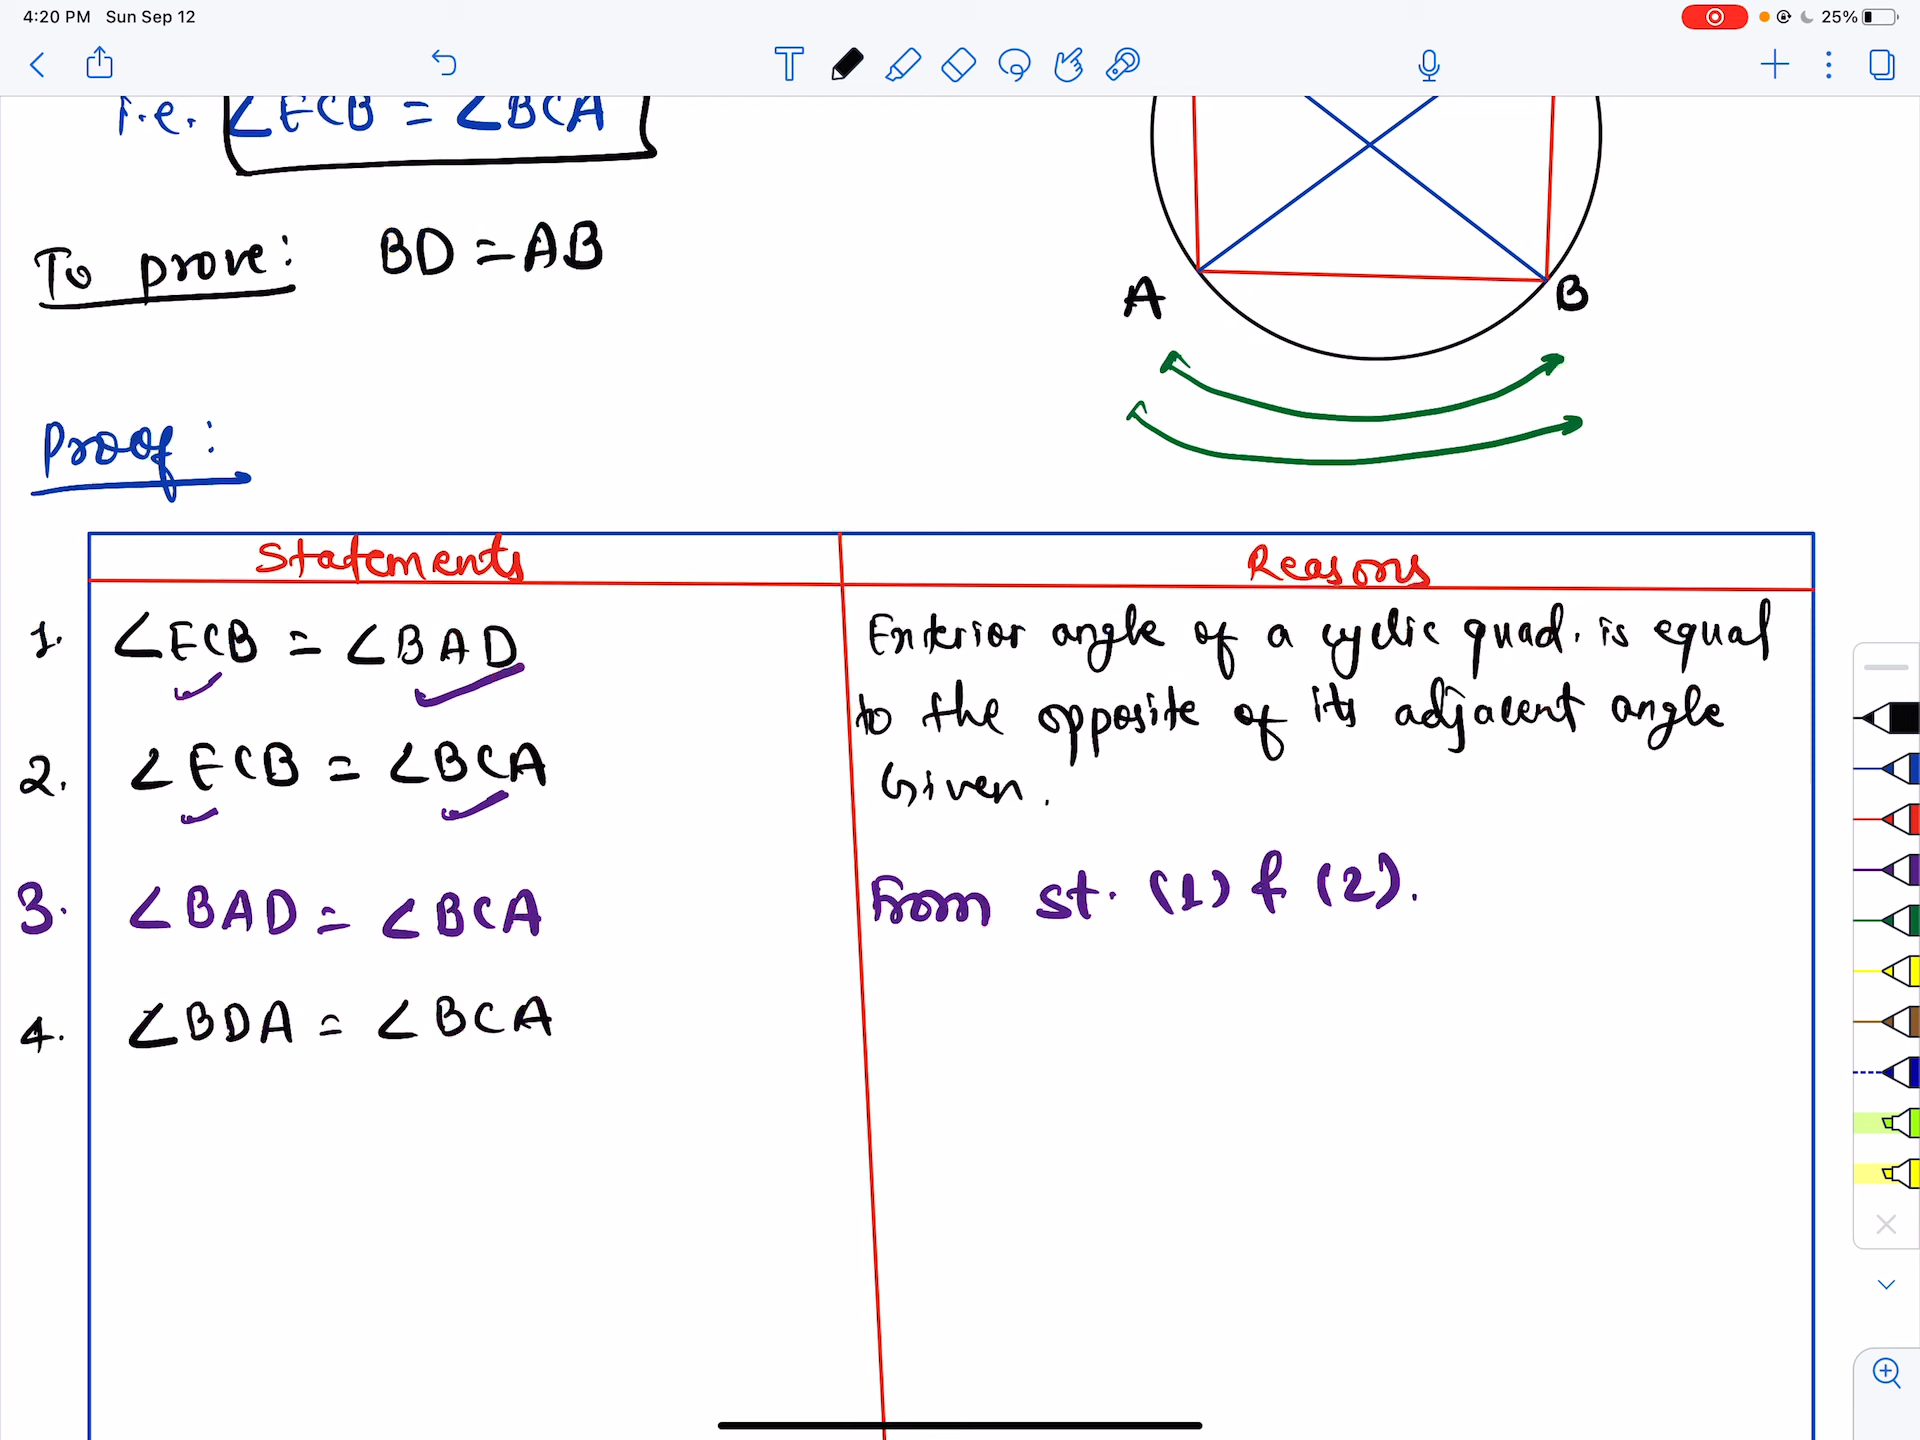 4:20 PM Sun Sep 12
25%
i.e. ∠ECB = ∠BCA
To prove: BD = AB
A
B
Proof:
Statements
Reasons
1. ∠ECB = ∠BAD
Exterior angle of a cyclic quad. is equal
to the opposite of its adjacent angle
2. ∠ECB = ∠BCA
Given.
3. ∠BAD = ∠BCA
From st. (1) & (2).
4. ∠BDA = ∠BCA